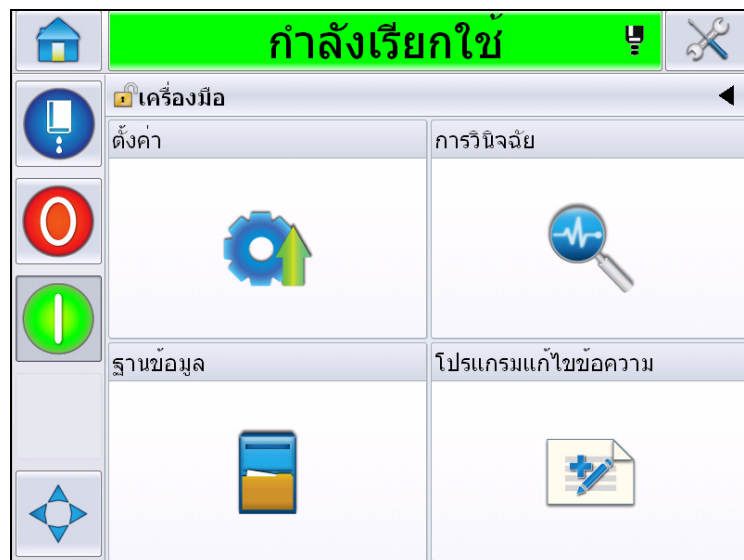 กำลังเรียกใช้
เครื่องมือ
ตั้งค่า
การวินิจฉัย
ฐานข้อมูล
โปรแกรมแก้ไขข้อความ